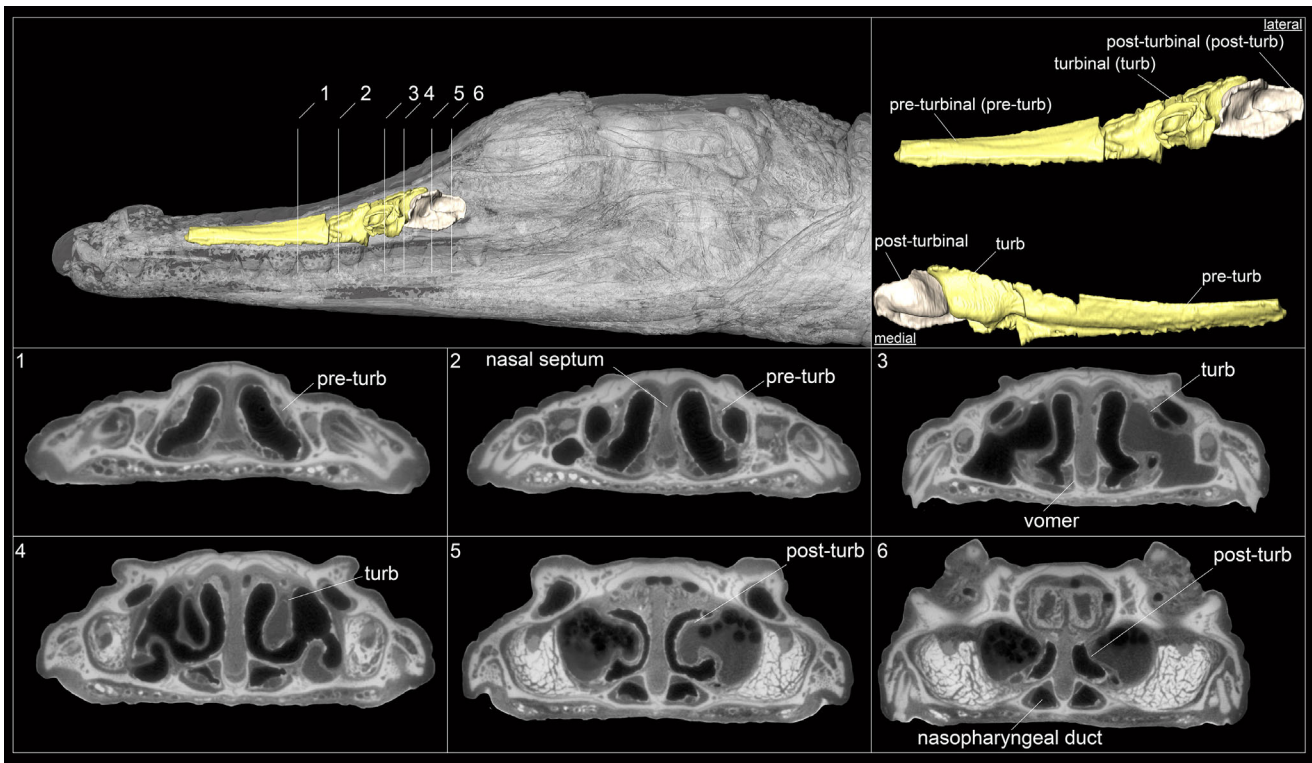 1 2 3 4 5 6
lateral
post-turbinal (post-turb)
turbinal (turb)
pre-turbinal (pre-turb)
post-turbinal
turb
pre-turb
medial
1
pre-turb
2
nasal septum
pre-turb
3
turb
vomer
4
turb
5
post-turb
6
post-turb
nasopharyngeal duct